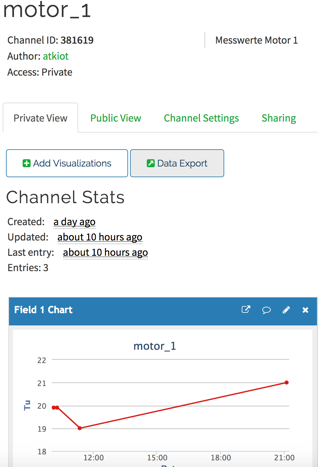 motor_1
Channel ID: 381619
Messwerte Motor 1
Author: atkiot
Access: Private
Private View
Public View
Channel Settings
Sharing
Add Visualizations
Data Export
Channel Stats
Created: a day ago
Updated: about 10 hours ago
Last entry: about 10 hours ago
Entries: 3
Field 1 Chart
motor_1
22
21
20
19
18
Tu
12:00
15:00
18:00
21:00